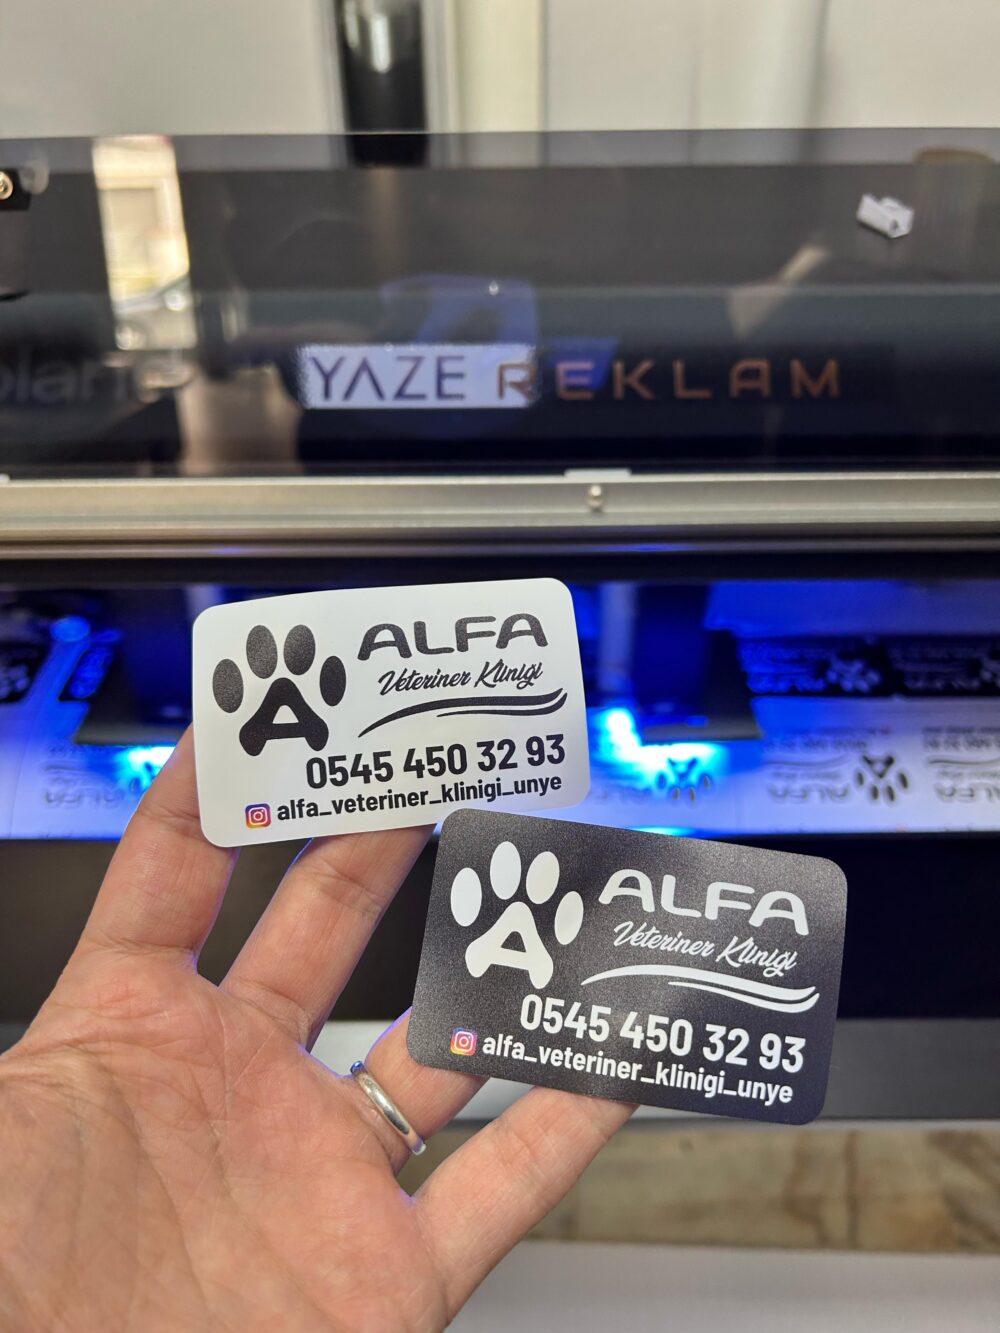 YAZE REKLAM
ALFA
Veteriner Kliniği
0545 450 32 93
alfa_veteriner_klinigi_unye
ALFA
Veteriner Kliniği
0545 450 32 93
alfa_veteriner_klinigi_unye